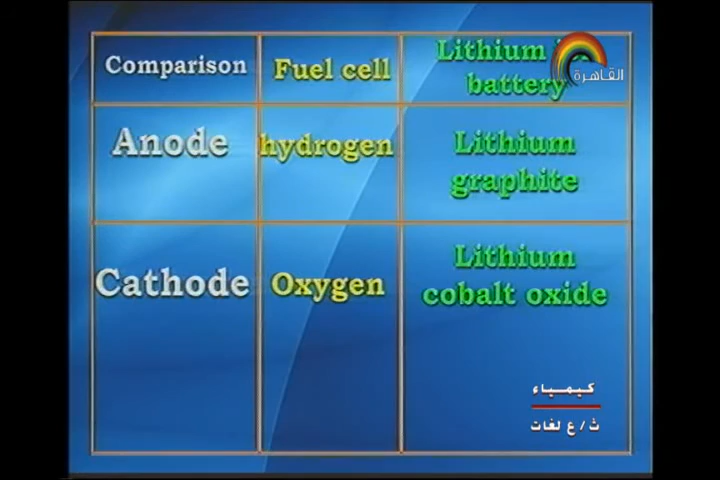 Comparison
Fuel cell
Lithium
battery
القاهرة
Anode
hydrogen
Lithium
graphite
Cathode
Oxygen
Lithium
cobalt oxide
كيمياء
ث/ع لغات